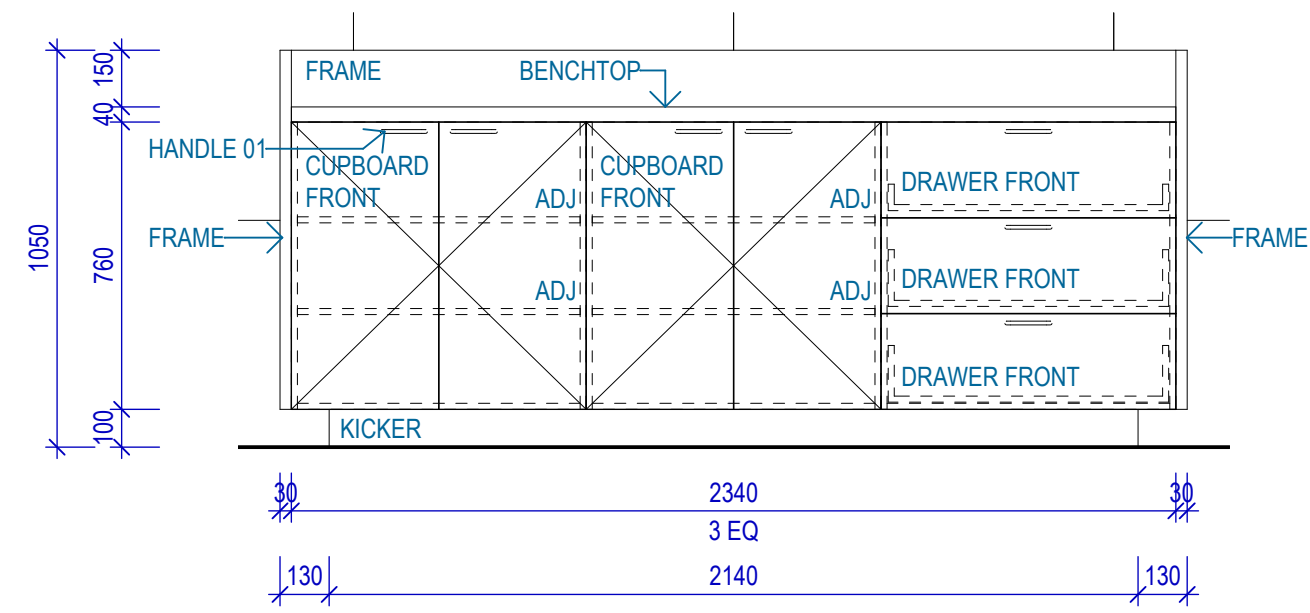 150
FRAME
BENCHTOP
40
HANDLE 01
CUPBOARD
FRONT
CUPBOARD
FRONT
ADJ
ADJ
DRAWER FRONT
1050
760
FRAME
FRAME
DRAWER FRONT
ADJ
ADJ
DRAWER FRONT
100
KICKER
30
2340
30
3 EQ
130
2140
130